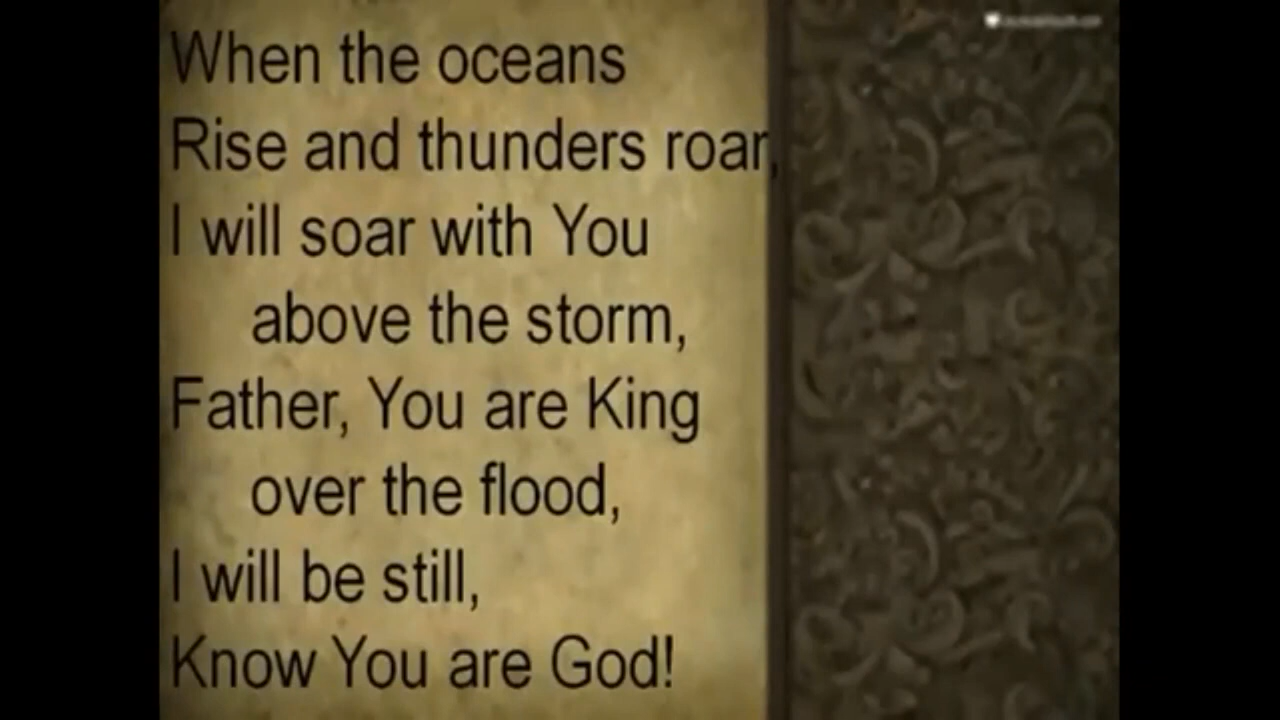 When the oceans
Rise and thunders roar,
I will soar with You
above the storm,
Father, You are King
over the flood,
I will be still,
Know You are God!